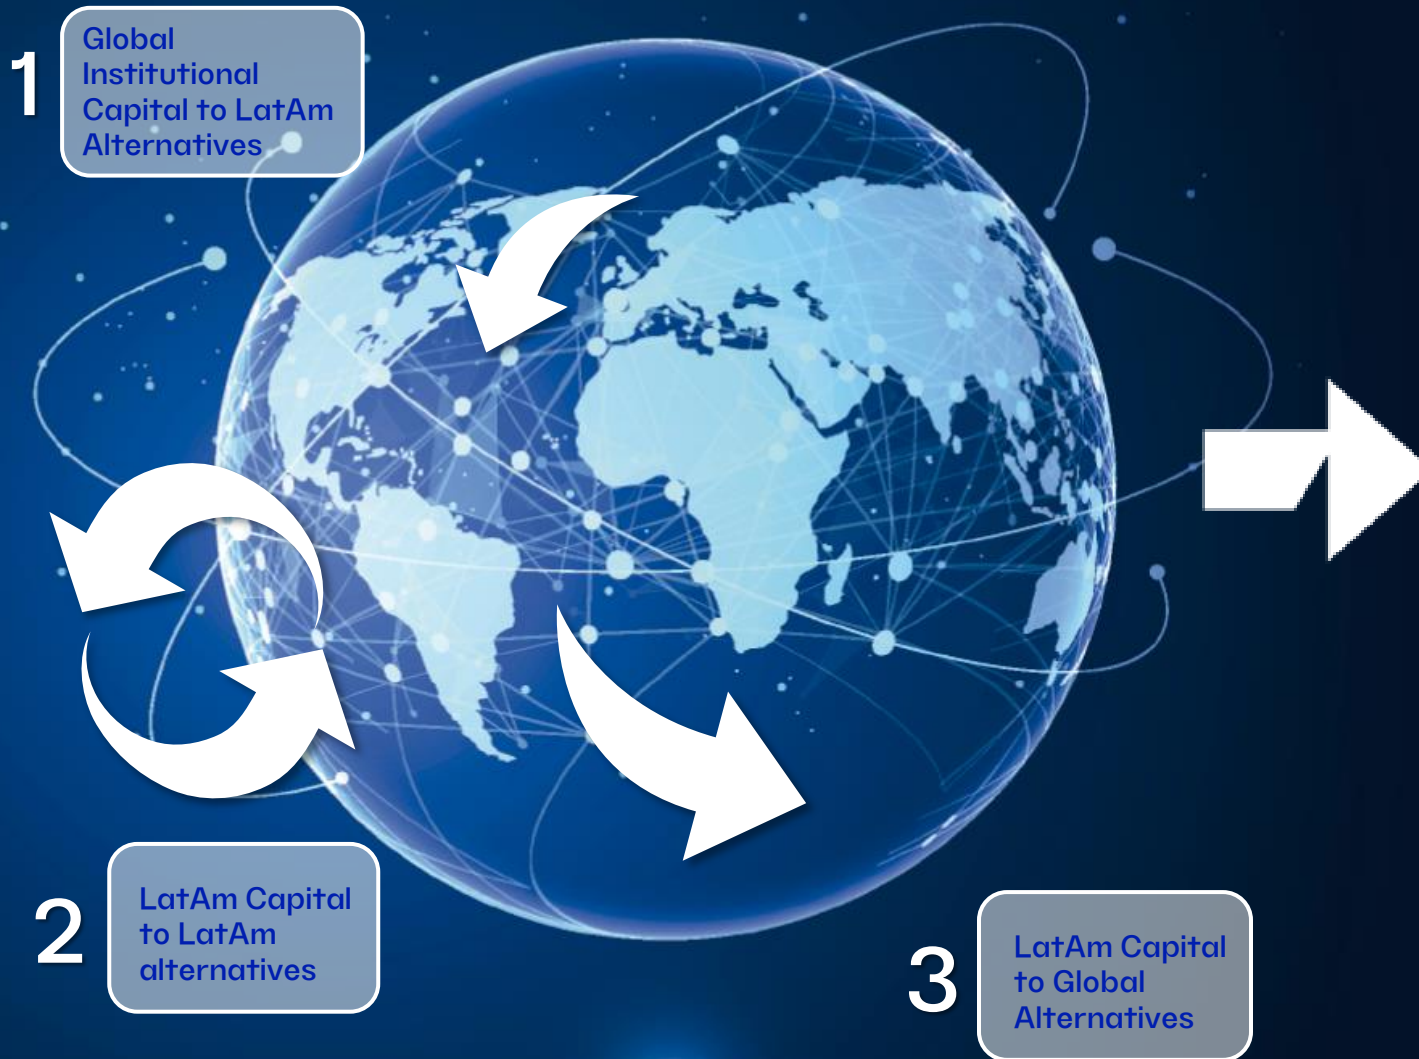 1
Global
Institutional
Capital to LatAm
Alternatives
2
LatAm Capital
to LatAm
alternatives
3
LatAm Capital
to Global
Alternatives